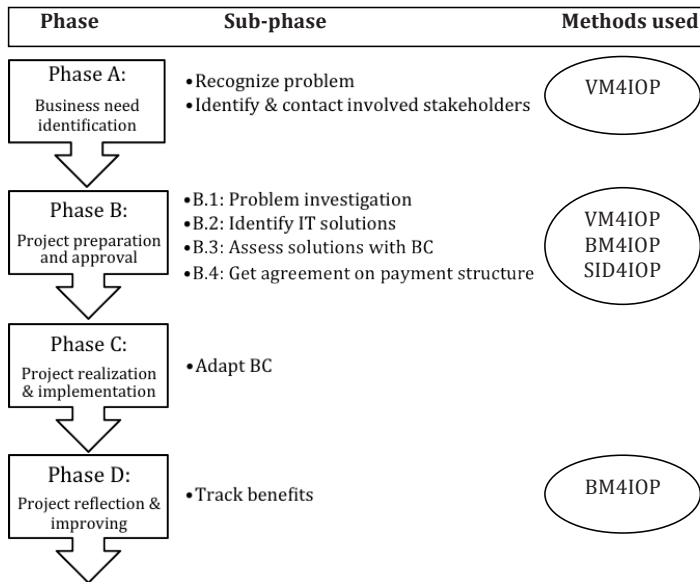 Phase Sub-phase Methods used
Phase A:
Business need
identification
•Recognize problem
•Identify & contact involved stakeholders
VM4IOP
Phase B:
Project preparation
and approval
•B.1: Problem investigation
•B.2: Identify IT solutions
•B.3: Assess solutions with BC
•B.4: Get agreement on payment structure
VM4IOP
BM4IOP
SID4IOP
Phase C:
Project realization
& implementation
•Adapt BC
Phase D:
Project reflection &
improving
•Track benefits
BM4IOP